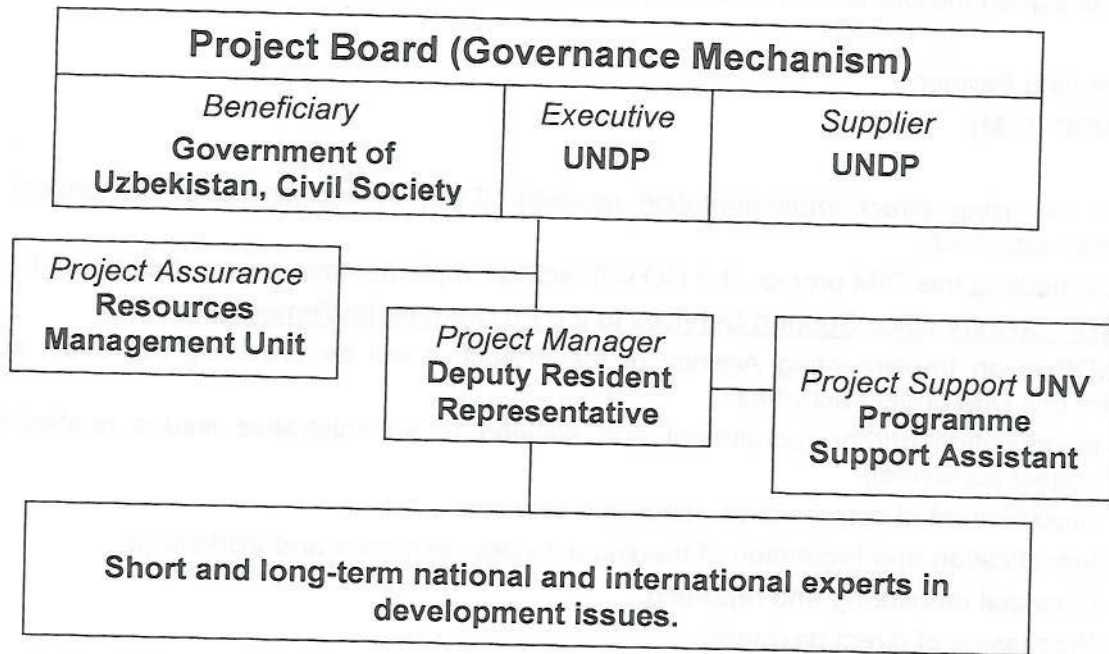 Project Board (Governance Mechanism)
Beneficiary
Government of
Uzbekistan, Civil Society
Executive
UNDP
Supplier
UNDP
Project Assurance
Resources
Management Unit
Project Manager
Deputy Resident
Representative
Project Support UNV
Programme
Support Assistant
Short and long-term national and international experts in
development issues.